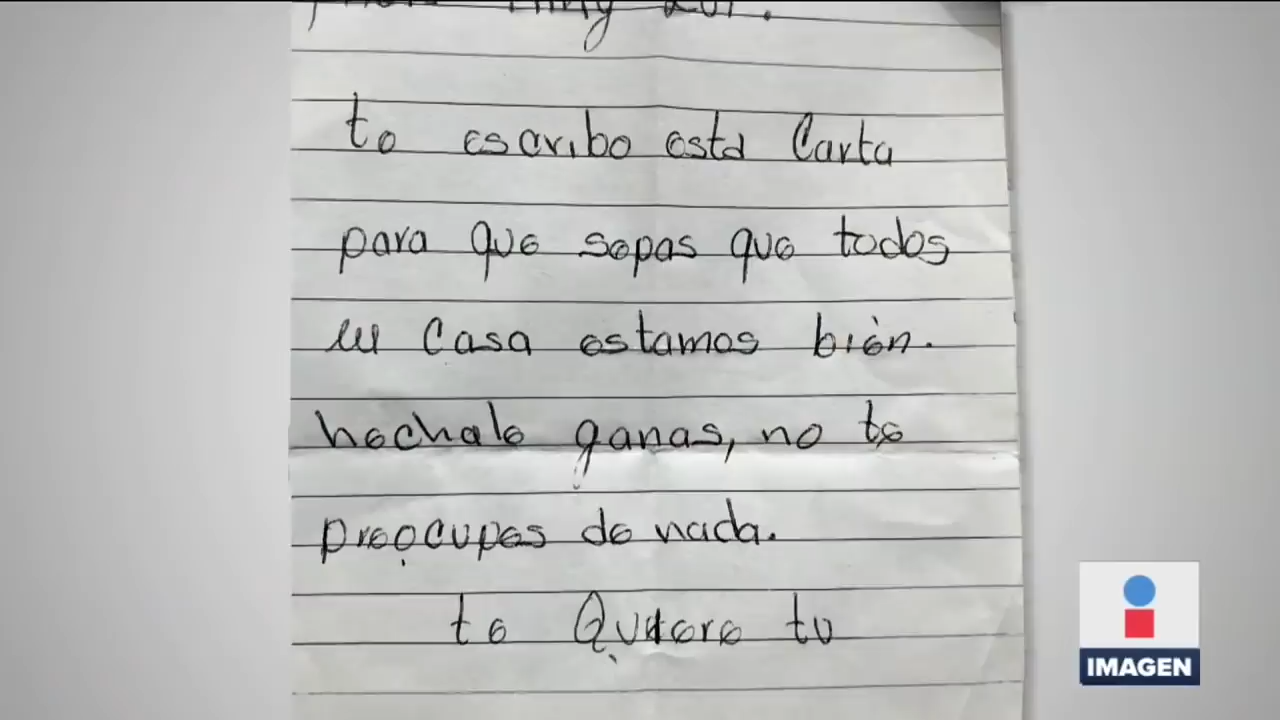 te escribo esta Carta
para que sepas que todos
en Casa estamos bién.
hechale ganas, no te
preocupes de nada.
te Quiero tu
IMAGEN